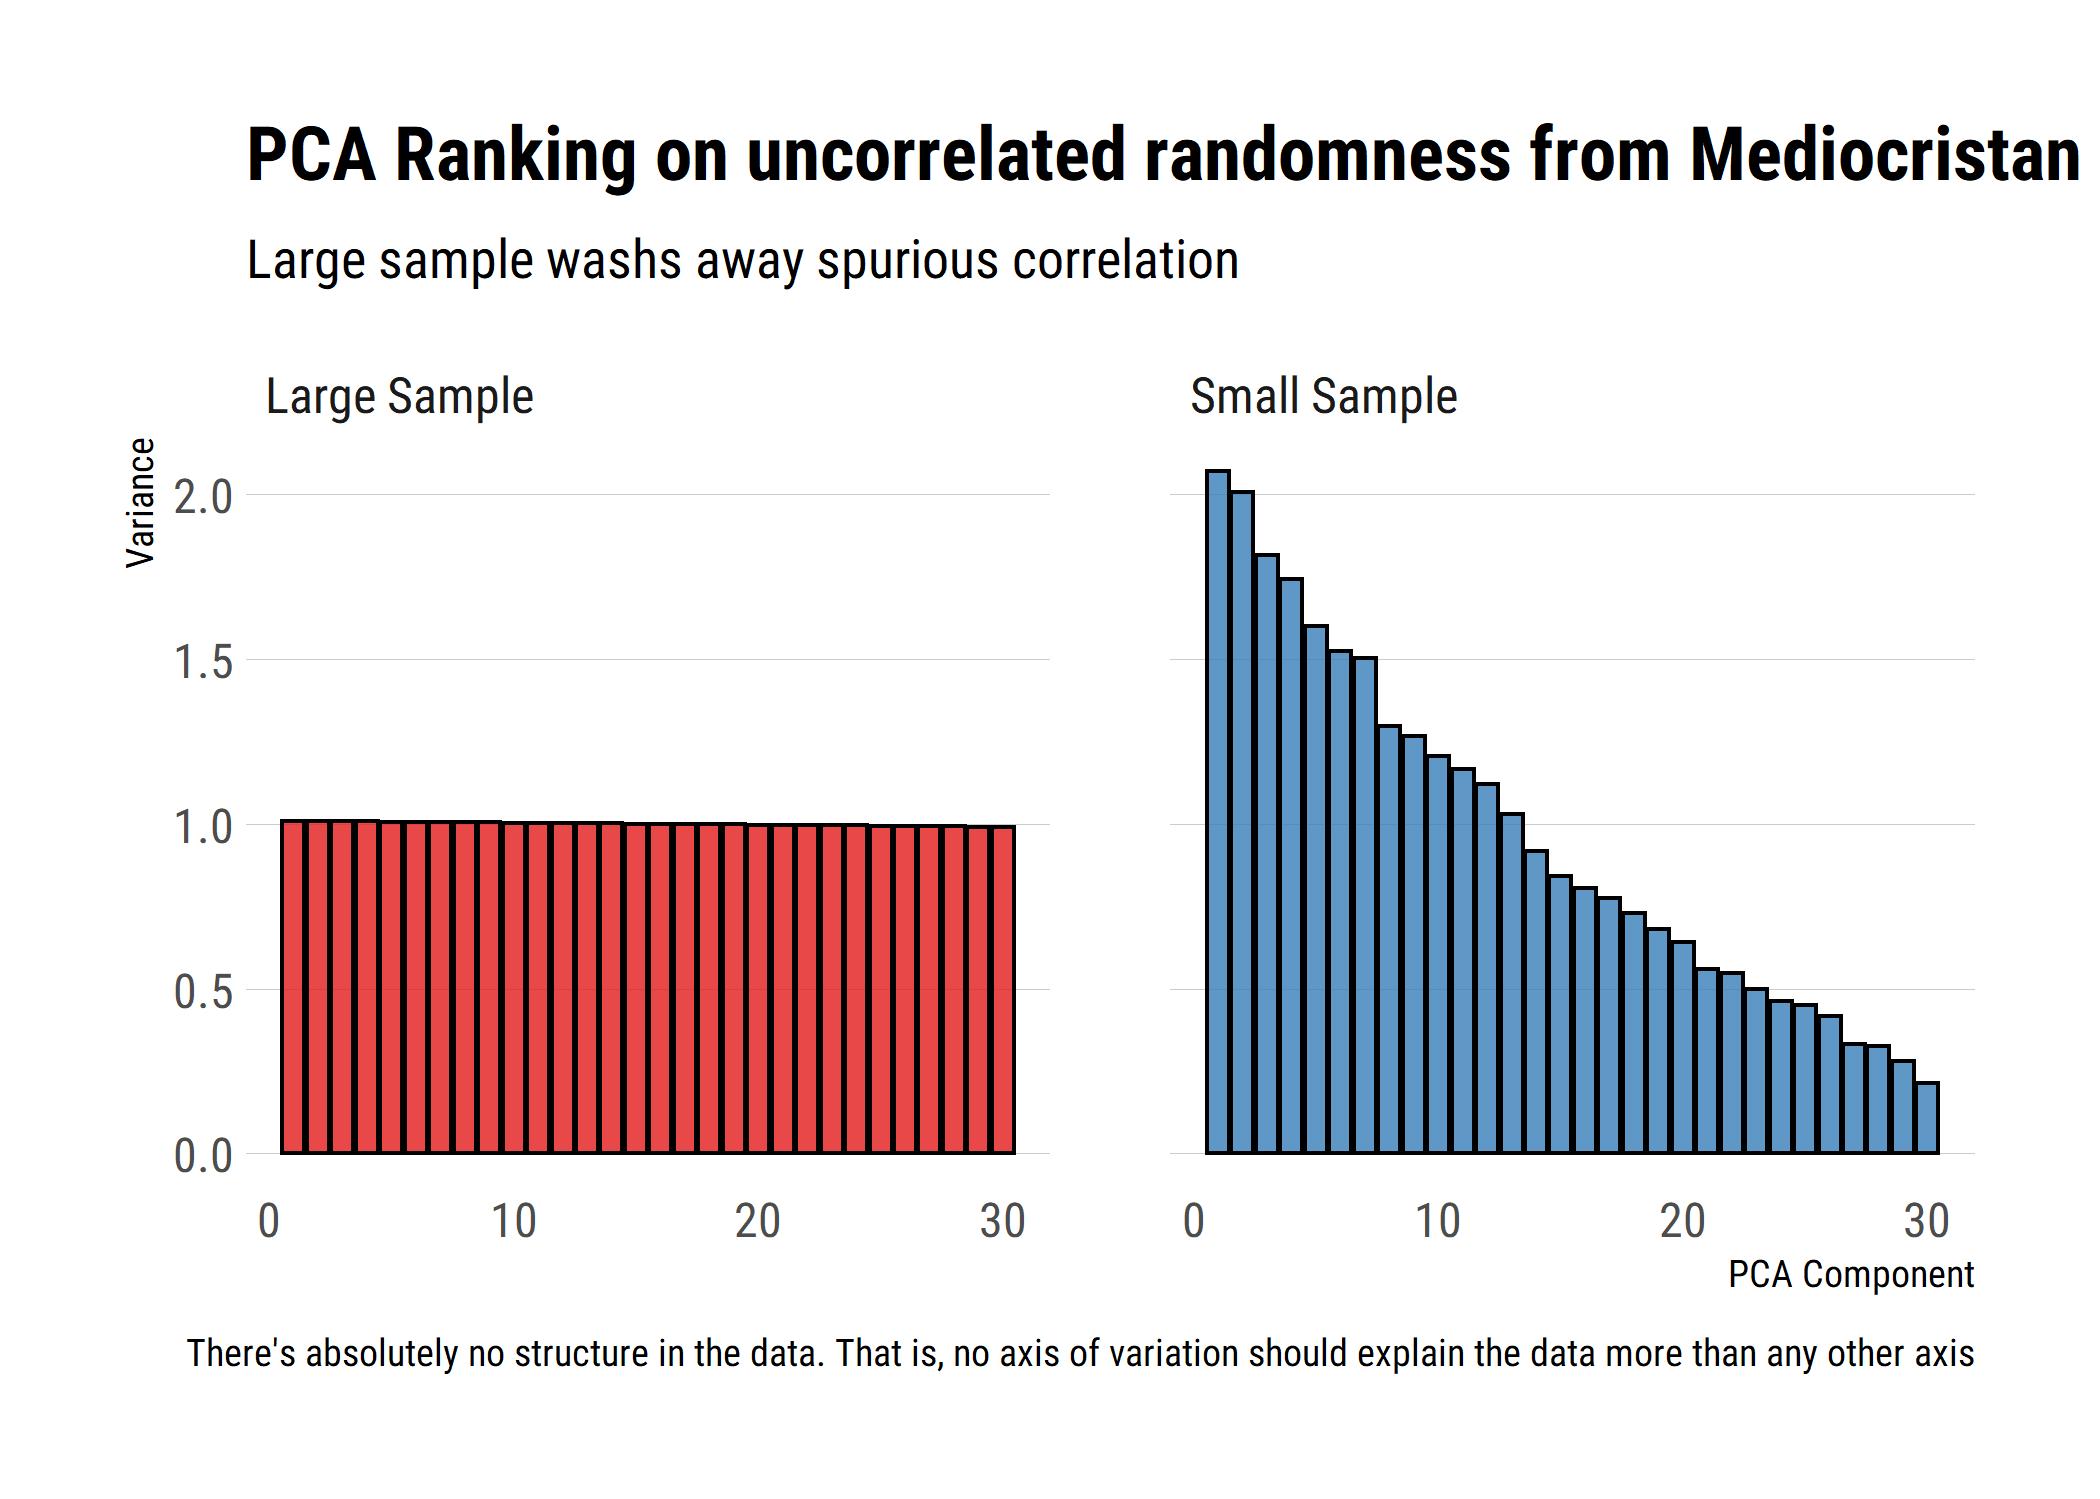 PCA Ranking on uncorrelated randomness from Mediocristan
Large sample washs away spurious correlation
Large Sample
Small Sample
Variance
2.0
1.5
1.0
0.5
0.0
0 10 20 30
0 10 20 30
PCA Component
There's absolutely no structure in the data. That is, no axis of variation should explain the data more than any other axis